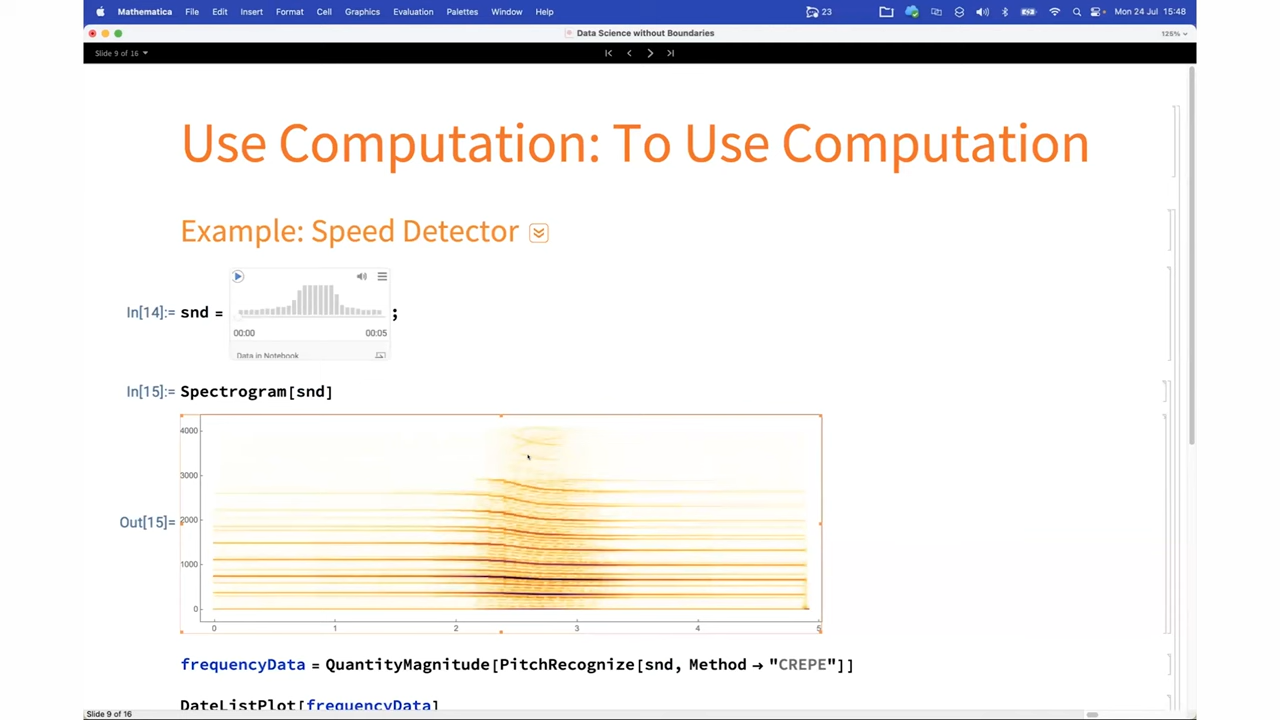 Mathematica File Edit Insert Format Cell Graphics Evaluation Palettes Window Help 23 Mon 24 Jul 15:48
Data Science without Boundaries 125%
Slide 9 of 16
Use Computation: To Use Computation
Example: Speed Detector
In[14]:= snd = ;
00:00 00:05
Data in Notebook
In[15]:= Spectrogram[snd]
Out[15]=
4000
3000
2000
1000
0
0 1 2 3 4 5
frequencyData = QuantityMagnitude[PitchRecognize[snd, Method → "CREPE"]]
DateListPlot[frequencyData]
Slide 9 of 16